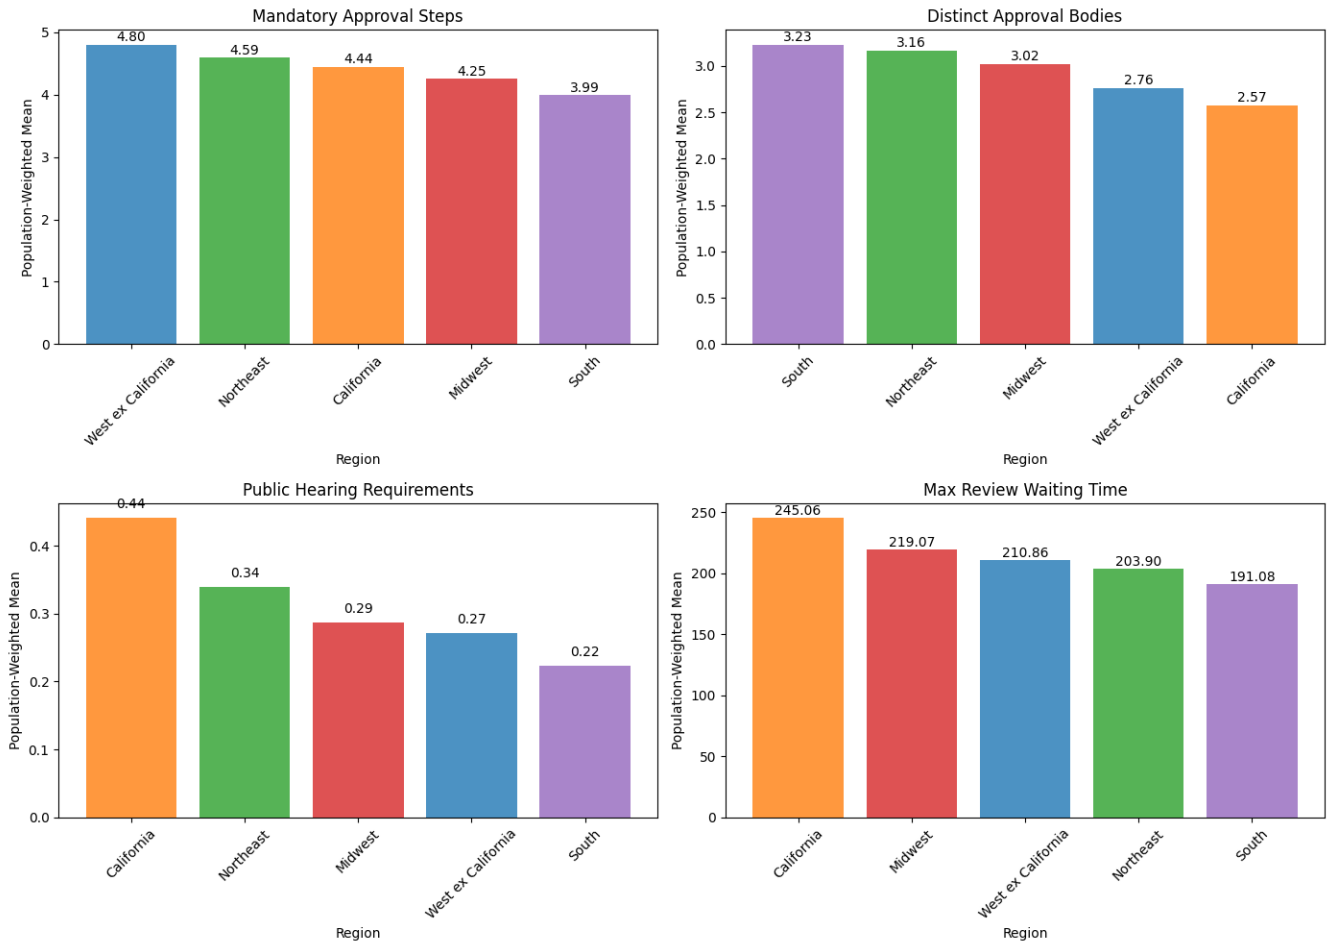 Mandatory Approval Steps
Population-Weighted Mean
5
4
3
2
1
0
4.80
4.59
4.44
4.25
3.99
West ex California
Northeast
California
Midwest
South
Region
Distinct Approval Bodies
Population-Weighted Mean
3.0
2.5
2.0
1.5
1.0
0.5
0.0
3.23
3.16
3.02
2.76
2.57
South
Northeast
Midwest
West ex California
California
Region
Public Hearing Requirements
Population-Weighted Mean
0.4
0.3
0.2
0.1
0.0
0.44
0.34
0.29
0.27
0.22
California
Northeast
Midwest
West ex California
South
Region
Max Review Waiting Time
Population-Weighted Mean
250
200
150
100
50
0
245.06
219.07
210.86
203.90
191.08
California
Midwest
West ex California
Northeast
South
Region